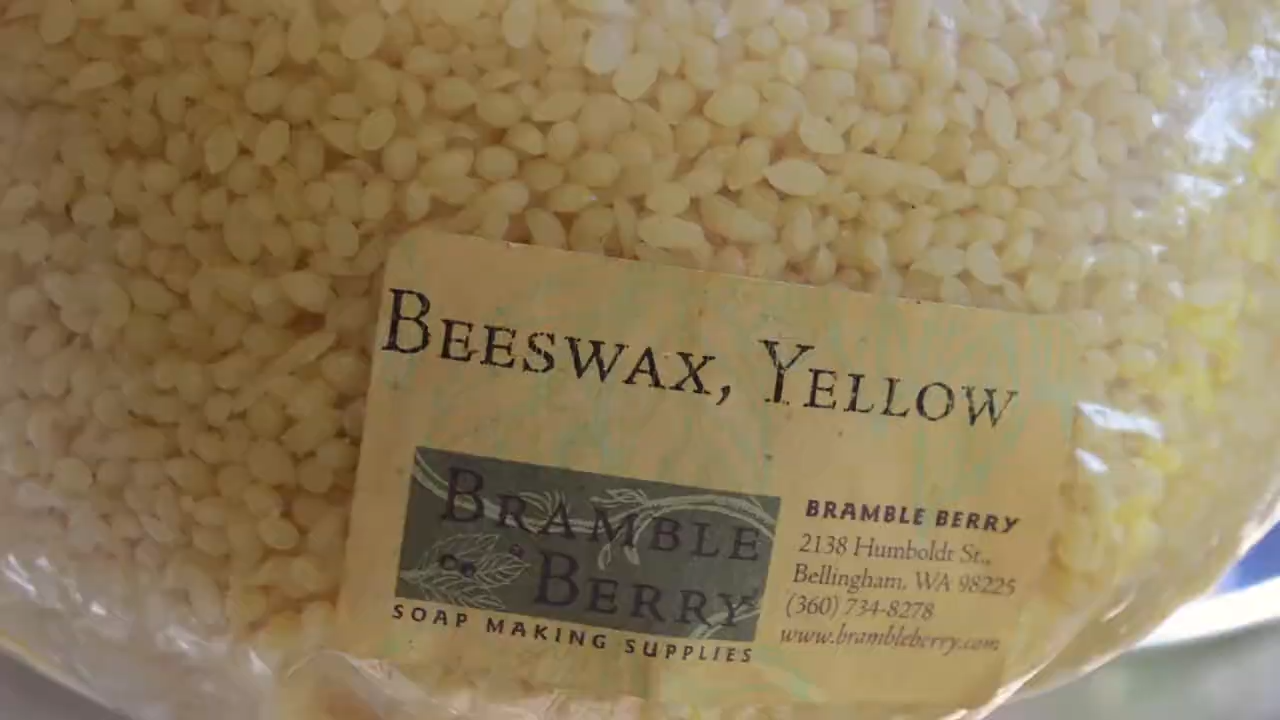 BEESWAX, YELLOW
BRAMBLE
BERRY
Co
SOAP MAKING SUPPLIES
BRAMBLE BERRY
2138 Humboldt St.,
Bellingham, WA 98225
(360) 734-8278
www.brambleberry.com